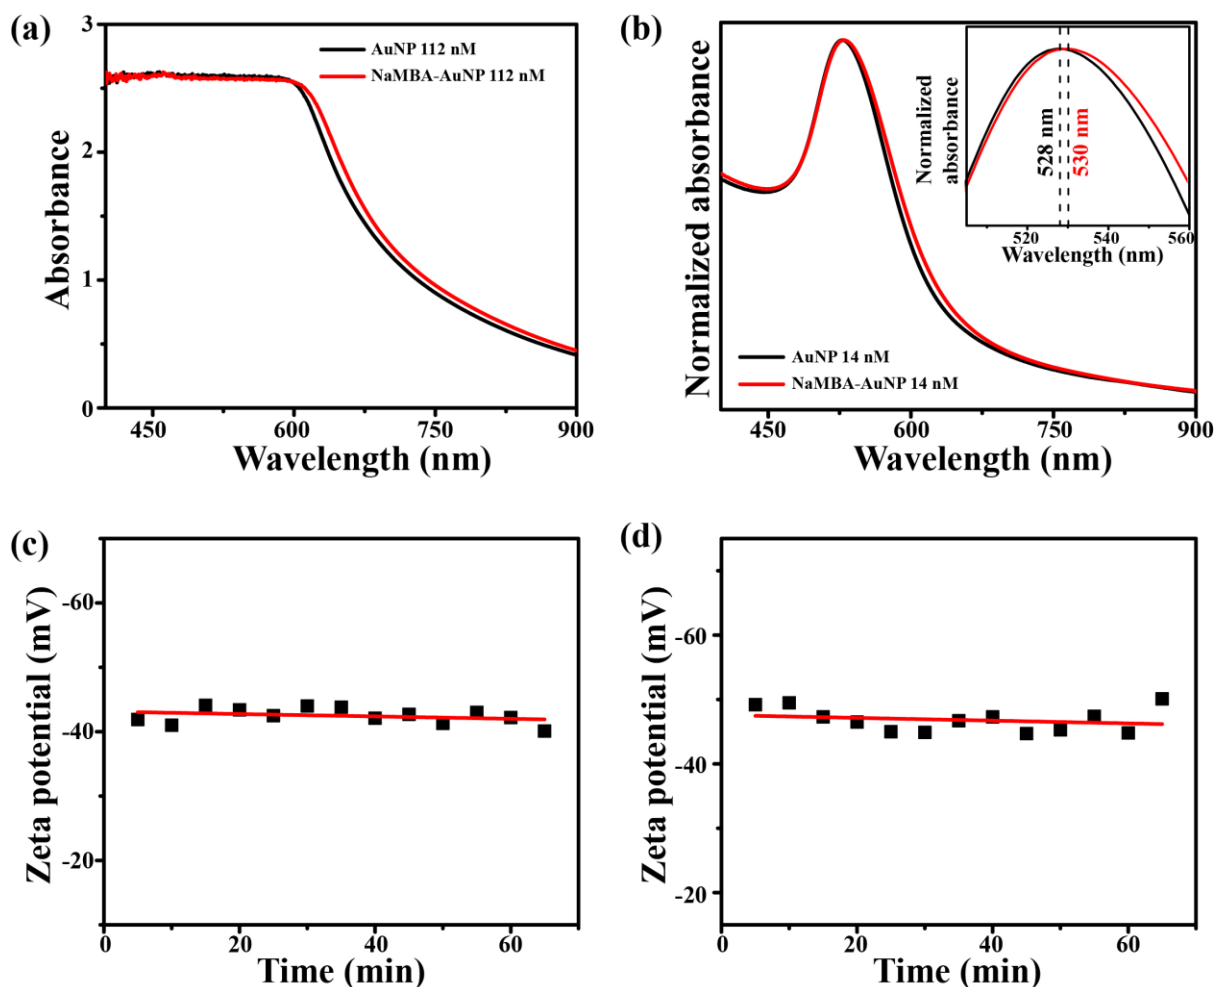 (a)
3
2
1
0
Absorbance
AuNP 112 nM
NaMBA-AuNP 112 nM
450 600 750 900
Wavelength (nm)
(b)
Normalized absorbance
AuNP 14 nM
NaMBA-AuNP 14 nM
450 600 750 900
Wavelength (nm)
Normalized
absorbance
528 nm
530 nm
520 540 560
Wavelength (nm)
(c)
Zeta potential (mV)
-60
-40
-20
0 20 40 60
Time (min)
(d)
Zeta potential (mV)
-60
-40
-20
0 20 40 60
Time (min)